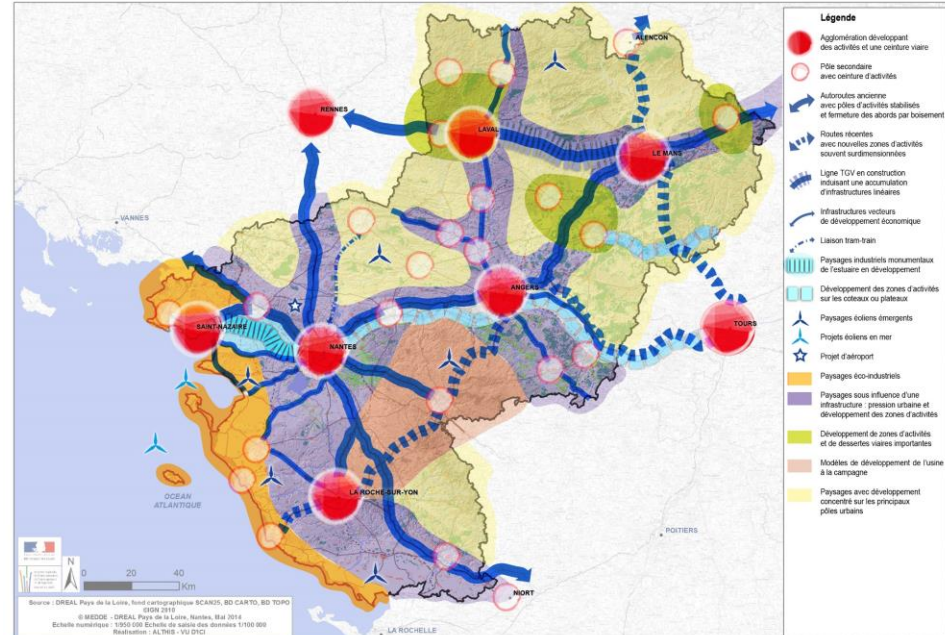 ALENÇON
RENNES
LAVAL
LE MANS
VANNES
ANGERS
SAINT-NAZAIRE
NANTES
TOURS
LA ROCHE-SUR-YON
OCEAN
ATLANTIQUE
POITIERS
NIORT
LA ROCHELLE
N
0 20 40
Km
Source : DREAL Pays de la Loire, fond cartographique SCAN25, BD CARTO, BD TOPO
©IGN 2010
© MEDDE - DREAL Pays de la Loire, Nantes, Mai 2014
Echelle numérique : 1/950 000 Echelle de saisie des données 1/100 000
Réalisation : ALTHIS - VU D'ICI
Légende
Agglomération développant
des activités et une ceinture viaire
Pôle secondaire
avec ceinture d'activités
Autoroutes ancienne
avec pôles d'activités stabilisés
et fermeture des abords par boisement
Routes récentes
avec nouvelles zones d'activités
souvent surdimensionnées
Ligne TGV en construction
induisant une accumulation
d'infrastructures linéaires
Infrastructures vecteurs
de développement économique
Liaison tram-train
Paysages industriels monumentaux
de l'estuaire en développement
Développement des zones d'activités
sur les coteaux ou plateaux
Paysages éoliens émergents
Projets éoliens en mer
Projet d'aéroport
Paysages éco-industriels
Paysages sous influence d'une
infrastructure : pression urbaine et
développement des zones d'activités
Développement de zones d'activités
et de dessertes viaires importantes
Modèles de développement de l'usine
à la campagne
Paysages avec développement
concentré sur les principaux
pôles urbains